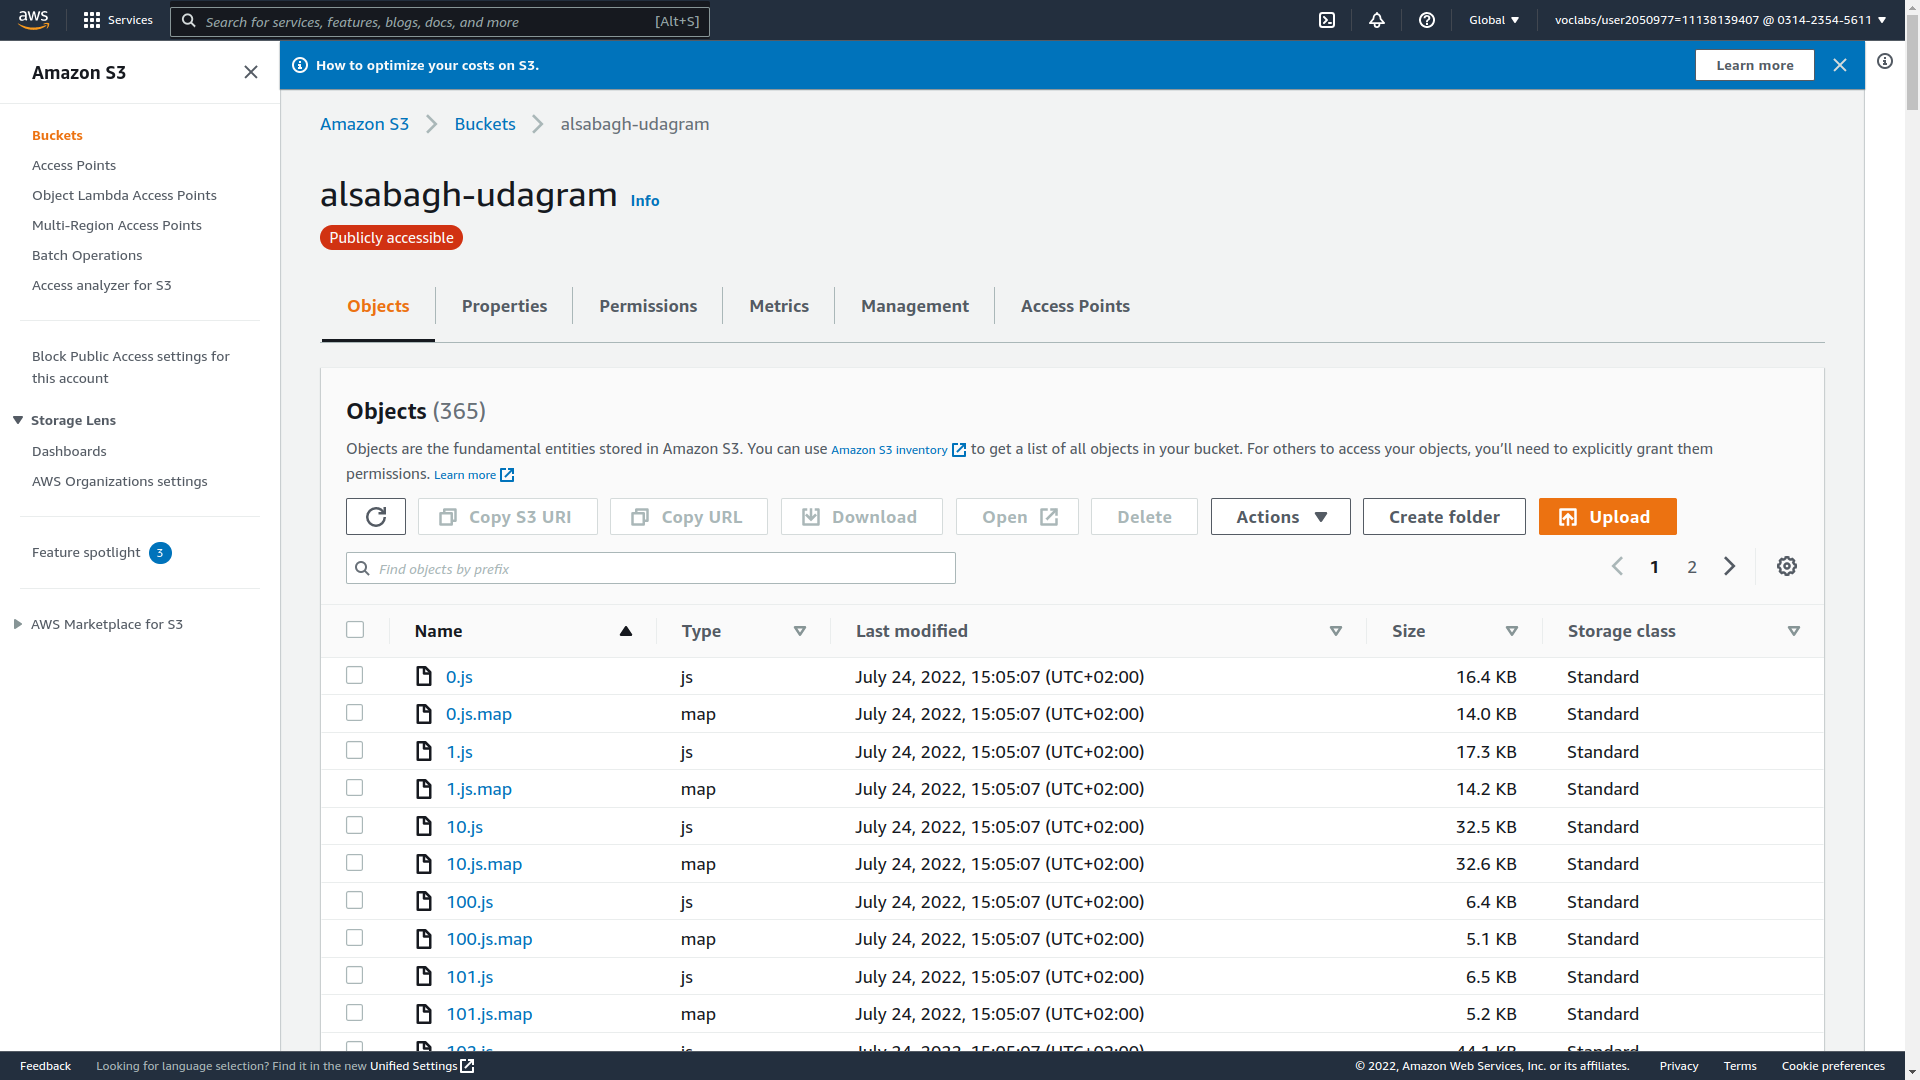 aws
Services
Search for services, features, blogs, docs, and more
[Alt+S]
Global
voclabs/user2050977=11138139407 @ 0314-2354-5611
Amazon S3
Buckets
Access Points
Object Lambda Access Points
Multi-Region Access Points
Batch Operations
Access analyzer for S3
Block Public Access settings for
this account
Storage Lens
Dashboards
AWS Organizations settings
Feature spotlight 3
AWS Marketplace for S3
How to optimize your costs on S3.
Learn more
Amazon S3 Buckets alsabagh-udagram
alsabagh-udagram Info
Publicly accessible
Objects Properties Permissions Metrics Management Access Points
Objects (365)
Objects are the fundamental entities stored in Amazon S3. You can use Amazon S3 inventory to get a list of all objects in your bucket. For others to access your objects, you’ll need to explicitly grant them
permissions. Learn more
Copy S3 URI Copy URL Download Open Delete Actions Create folder Upload
Find objects by prefix
1 2
Name Type Last modified Size Storage class
0.js js July 24, 2022, 15:05:07 (UTC+02:00) 16.4 KB Standard
0.js.map map July 24, 2022, 15:05:07 (UTC+02:00) 14.0 KB Standard
1.js js July 24, 2022, 15:05:07 (UTC+02:00) 17.3 KB Standard
1.js.map map July 24, 2022, 15:05:07 (UTC+02:00) 14.2 KB Standard
10.js js July 24, 2022, 15:05:07 (UTC+02:00) 32.5 KB Standard
10.js.map map July 24, 2022, 15:05:07 (UTC+02:00) 32.6 KB Standard
100.js js July 24, 2022, 15:05:07 (UTC+02:00) 6.4 KB Standard
100.js.map map July 24, 2022, 15:05:07 (UTC+02:00) 5.1 KB Standard
101.js js July 24, 2022, 15:05:07 (UTC+02:00) 6.5 KB Standard
101.js.map map July 24, 2022, 15:05:07 (UTC+02:00) 5.2 KB Standard
Feedback Looking for language selection? Find it in the new Unified Settings
© 2022, Amazon Web Services, Inc. or its affiliates. Privacy Terms Cookie preferences